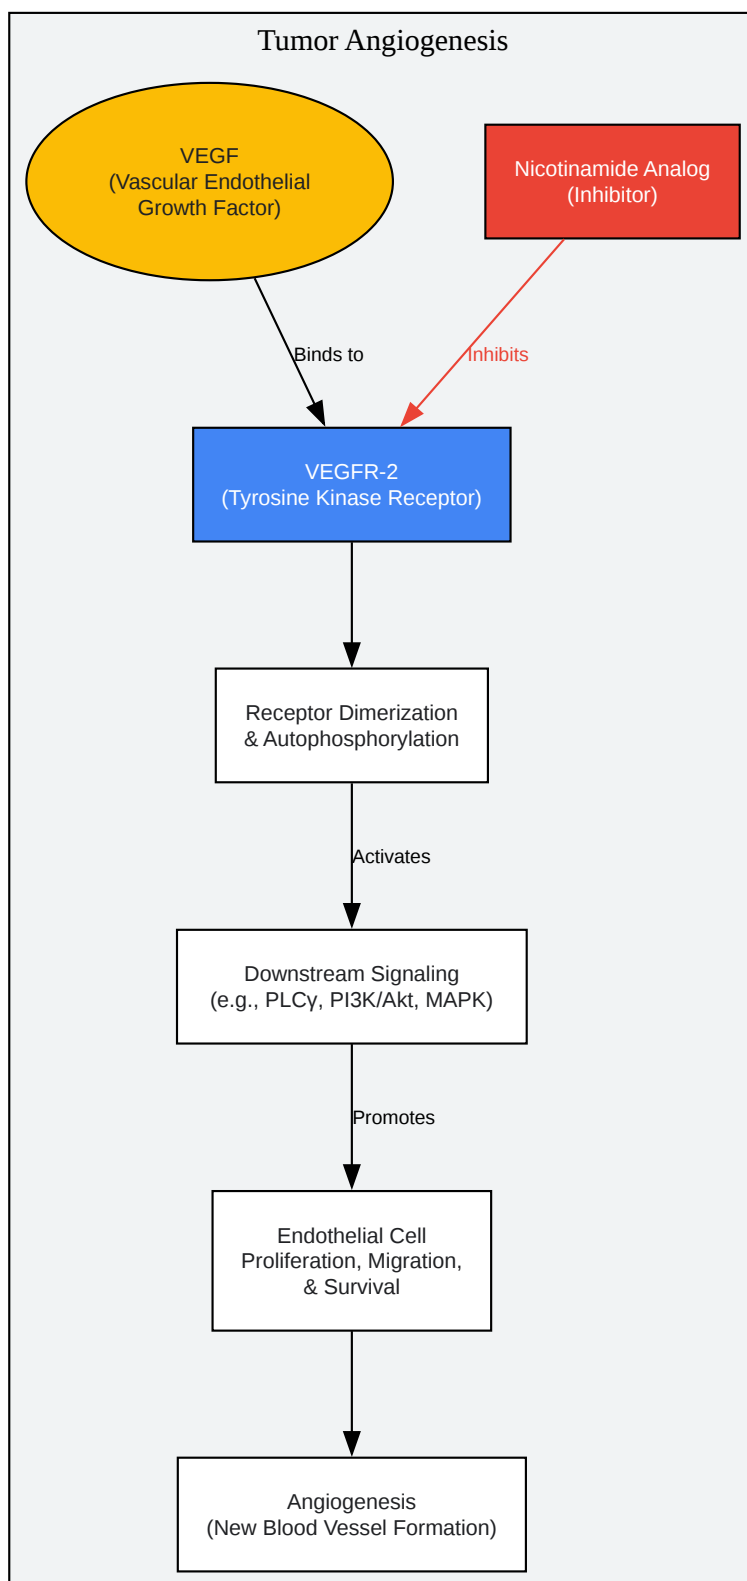 Tumor Angiogenesis
VEGF
(Vascular Endothelial
Growth Factor)
Nicotinamide Analog
(Inhibitor)
Binds to
Inhibits
VEGFR-2
(Tyrosine Kinase Receptor)
Receptor Dimerization
& Autophosphorylation
Activates
Downstream Signaling
(e.g., PLCγ, PI3K/Akt, MAPK)
Promotes
Endothelial Cell
Proliferation, Migration,
& Survival
Angiogenesis
(New Blood Vessel Formation)